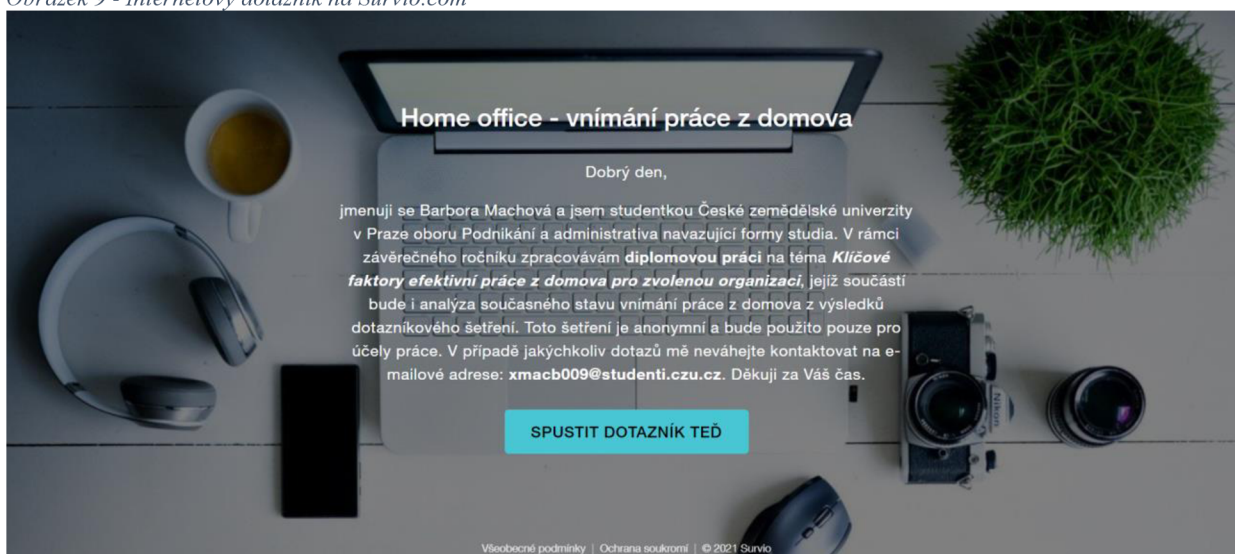 Obrázek 9 - Internetový dotazník na Survio.com
Home office - vnímání práce z domova
Dobrý den,
jmenuji se Barbora Machová a jsem studentkou České zemědělské univerzity
v Praze oboru Podnikání a administrativa navazující formy studia. V rámci
závěrečného ročníku zpracovávám diplomovou práci na téma Klíčové
faktory efektivní práce z domova pro zvolenou organizaci, jejíž součástí
bude i analýza současného stavu vnímání práce z domova z výsledků
dotazníkového šetření. Toto šetření je anonymní a bude použito pouze pro
účely práce. V případě jakýchkoliv dotazů mě neváhejte kontaktovat na e-
mailové adrese: xmacb009@studenti.czu.cz. Děkuji za Váš čas.
Nikon
SPUSTIT DOTAZNÍK TEĎ
Všeobecné podmínky | Ochrana soukromí | © 2021 Survio